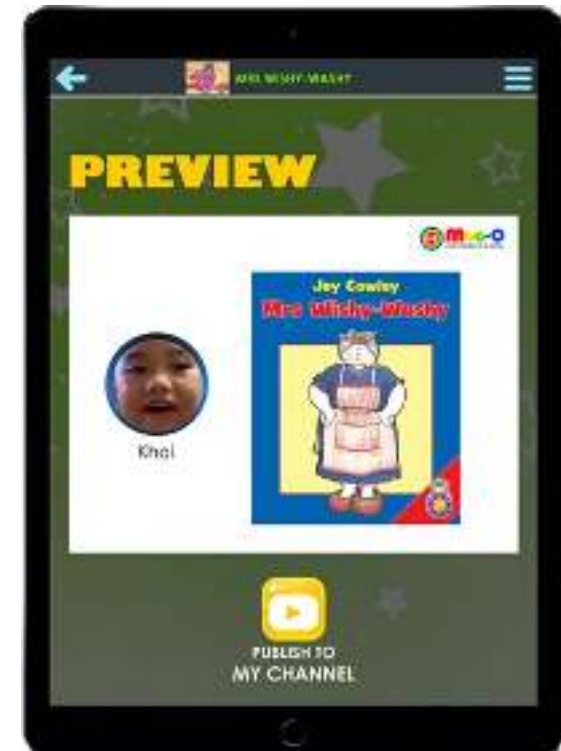 MRS WISHY-WASHY
PREVIEW
Joy Cowley
Mrs Wishy-Washy
Khoi
PUBLISH TO
MY CHANNEL